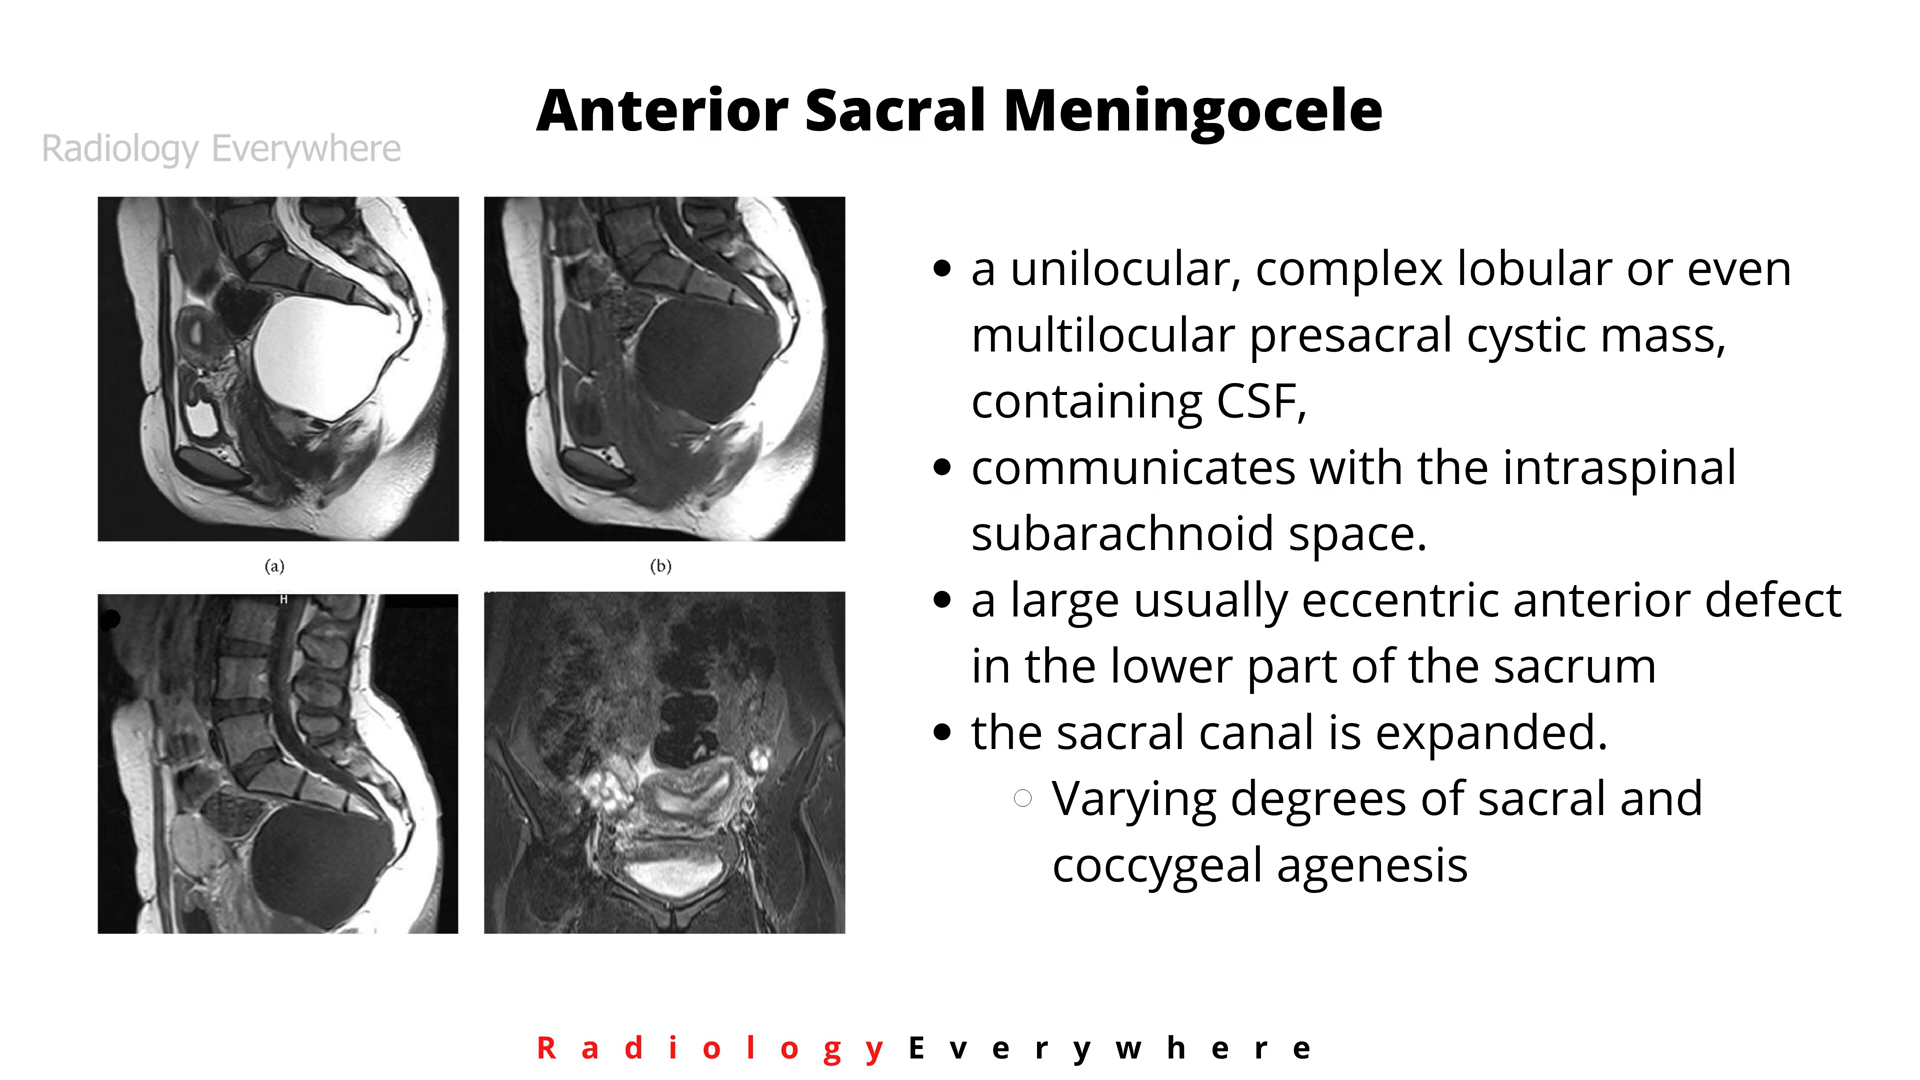 Anterior Sacral Meningocele
Radiology Everywhere
(a)
(b)
H
• a unilocular, complex lobular or even
multilocular presacral cystic mass,
containing CSF,
• communicates with the intraspinal
subarachnoid space.
• a large usually eccentric anterior defect
in the lower part of the sacrum
• the sacral canal is expanded.
○ Varying degrees of sacral and
coccygeal agenesis
Radiology Everywhere